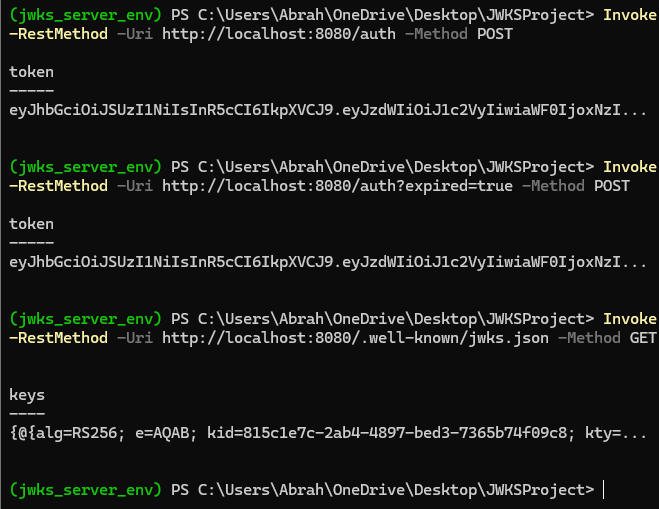 (jwks_server_env) PS C:\Users\Abrah\OneDrive\Desktop\JWKSProject> Invoke
-RestMethod -Uri http://localhost:8080/auth -Method POST
token
-----
eyJhbGciOiJSUzI1NiIsInR5cCI6IkpXVCJ9.eyJzdWIiOiJ1c2VyIiwiaWF0IjoxNzI...
(jwks_server_env) PS C:\Users\Abrah\OneDrive\Desktop\JWKSProject> Invoke
-RestMethod -Uri http://localhost:8080/auth?expired=true -Method POST
token
-----
eyJhbGciOiJSUzI1NiIsInR5cCI6IkpXVCJ9.eyJzdWIiOiJ1c2VyIiwiaWF0IjoxNzI...
(jwks_server_env) PS C:\Users\Abrah\OneDrive\Desktop\JWKSProject> Invoke
-RestMethod -Uri http://localhost:8080/.well-known/jwks.json -Method GET
keys
----
{@{alg=RS256; e=AQAB; kid=815c1e7c-2ab4-4897-bed3-7365b74f09c8; kty=...
(jwks_server_env) PS C:\Users\Abrah\OneDrive\Desktop\JWKSProject>